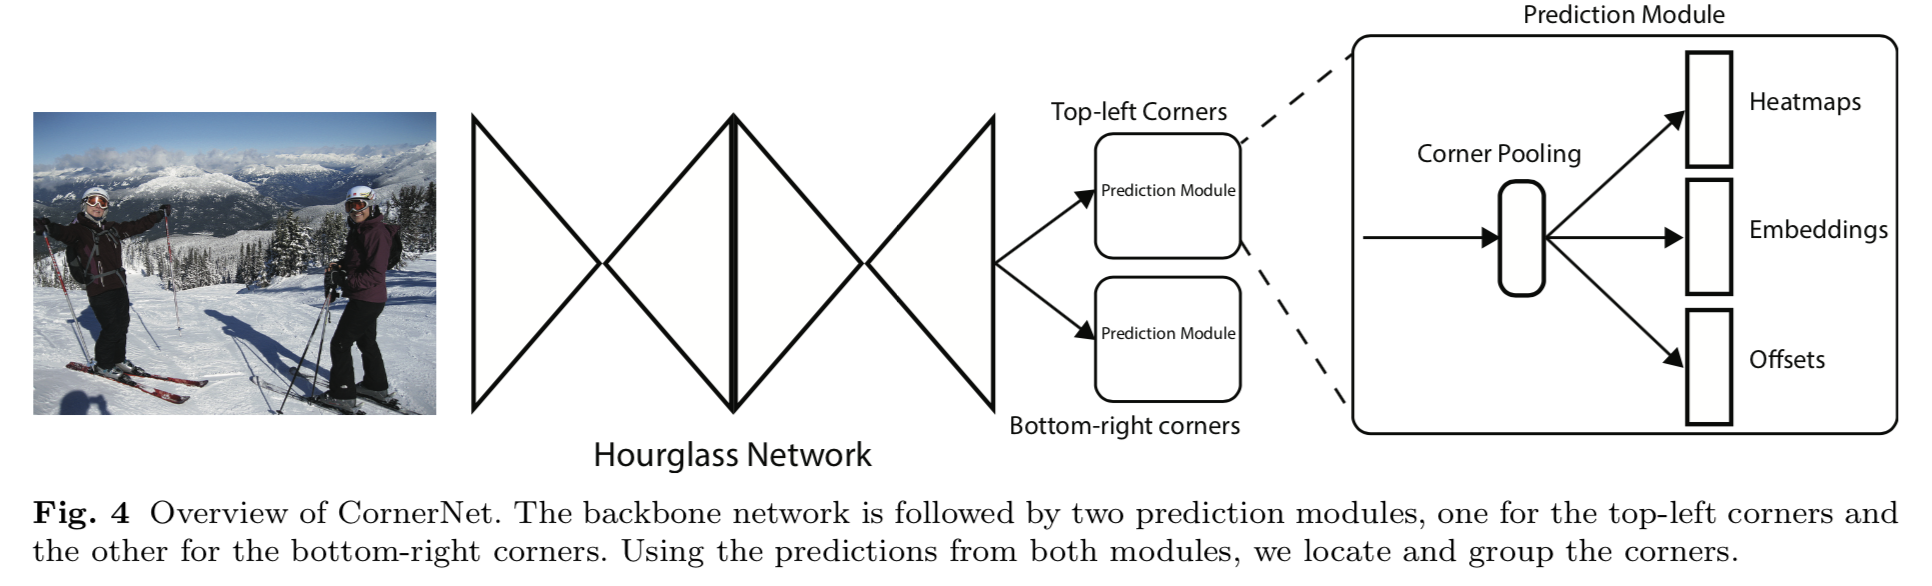 Prediction Module
Top-left Corners
Prediction Module
Prediction Module
Bottom-right corners
Hourglass Network
Corner Pooling
Heatmaps
Embeddings
Offsets
Fig. 4 Overview of CornerNet. The backbone network is followed by two prediction modules, one for the top-left corners and
the other for the bottom-right corners. Using the predictions from both modules, we locate and group the corners.